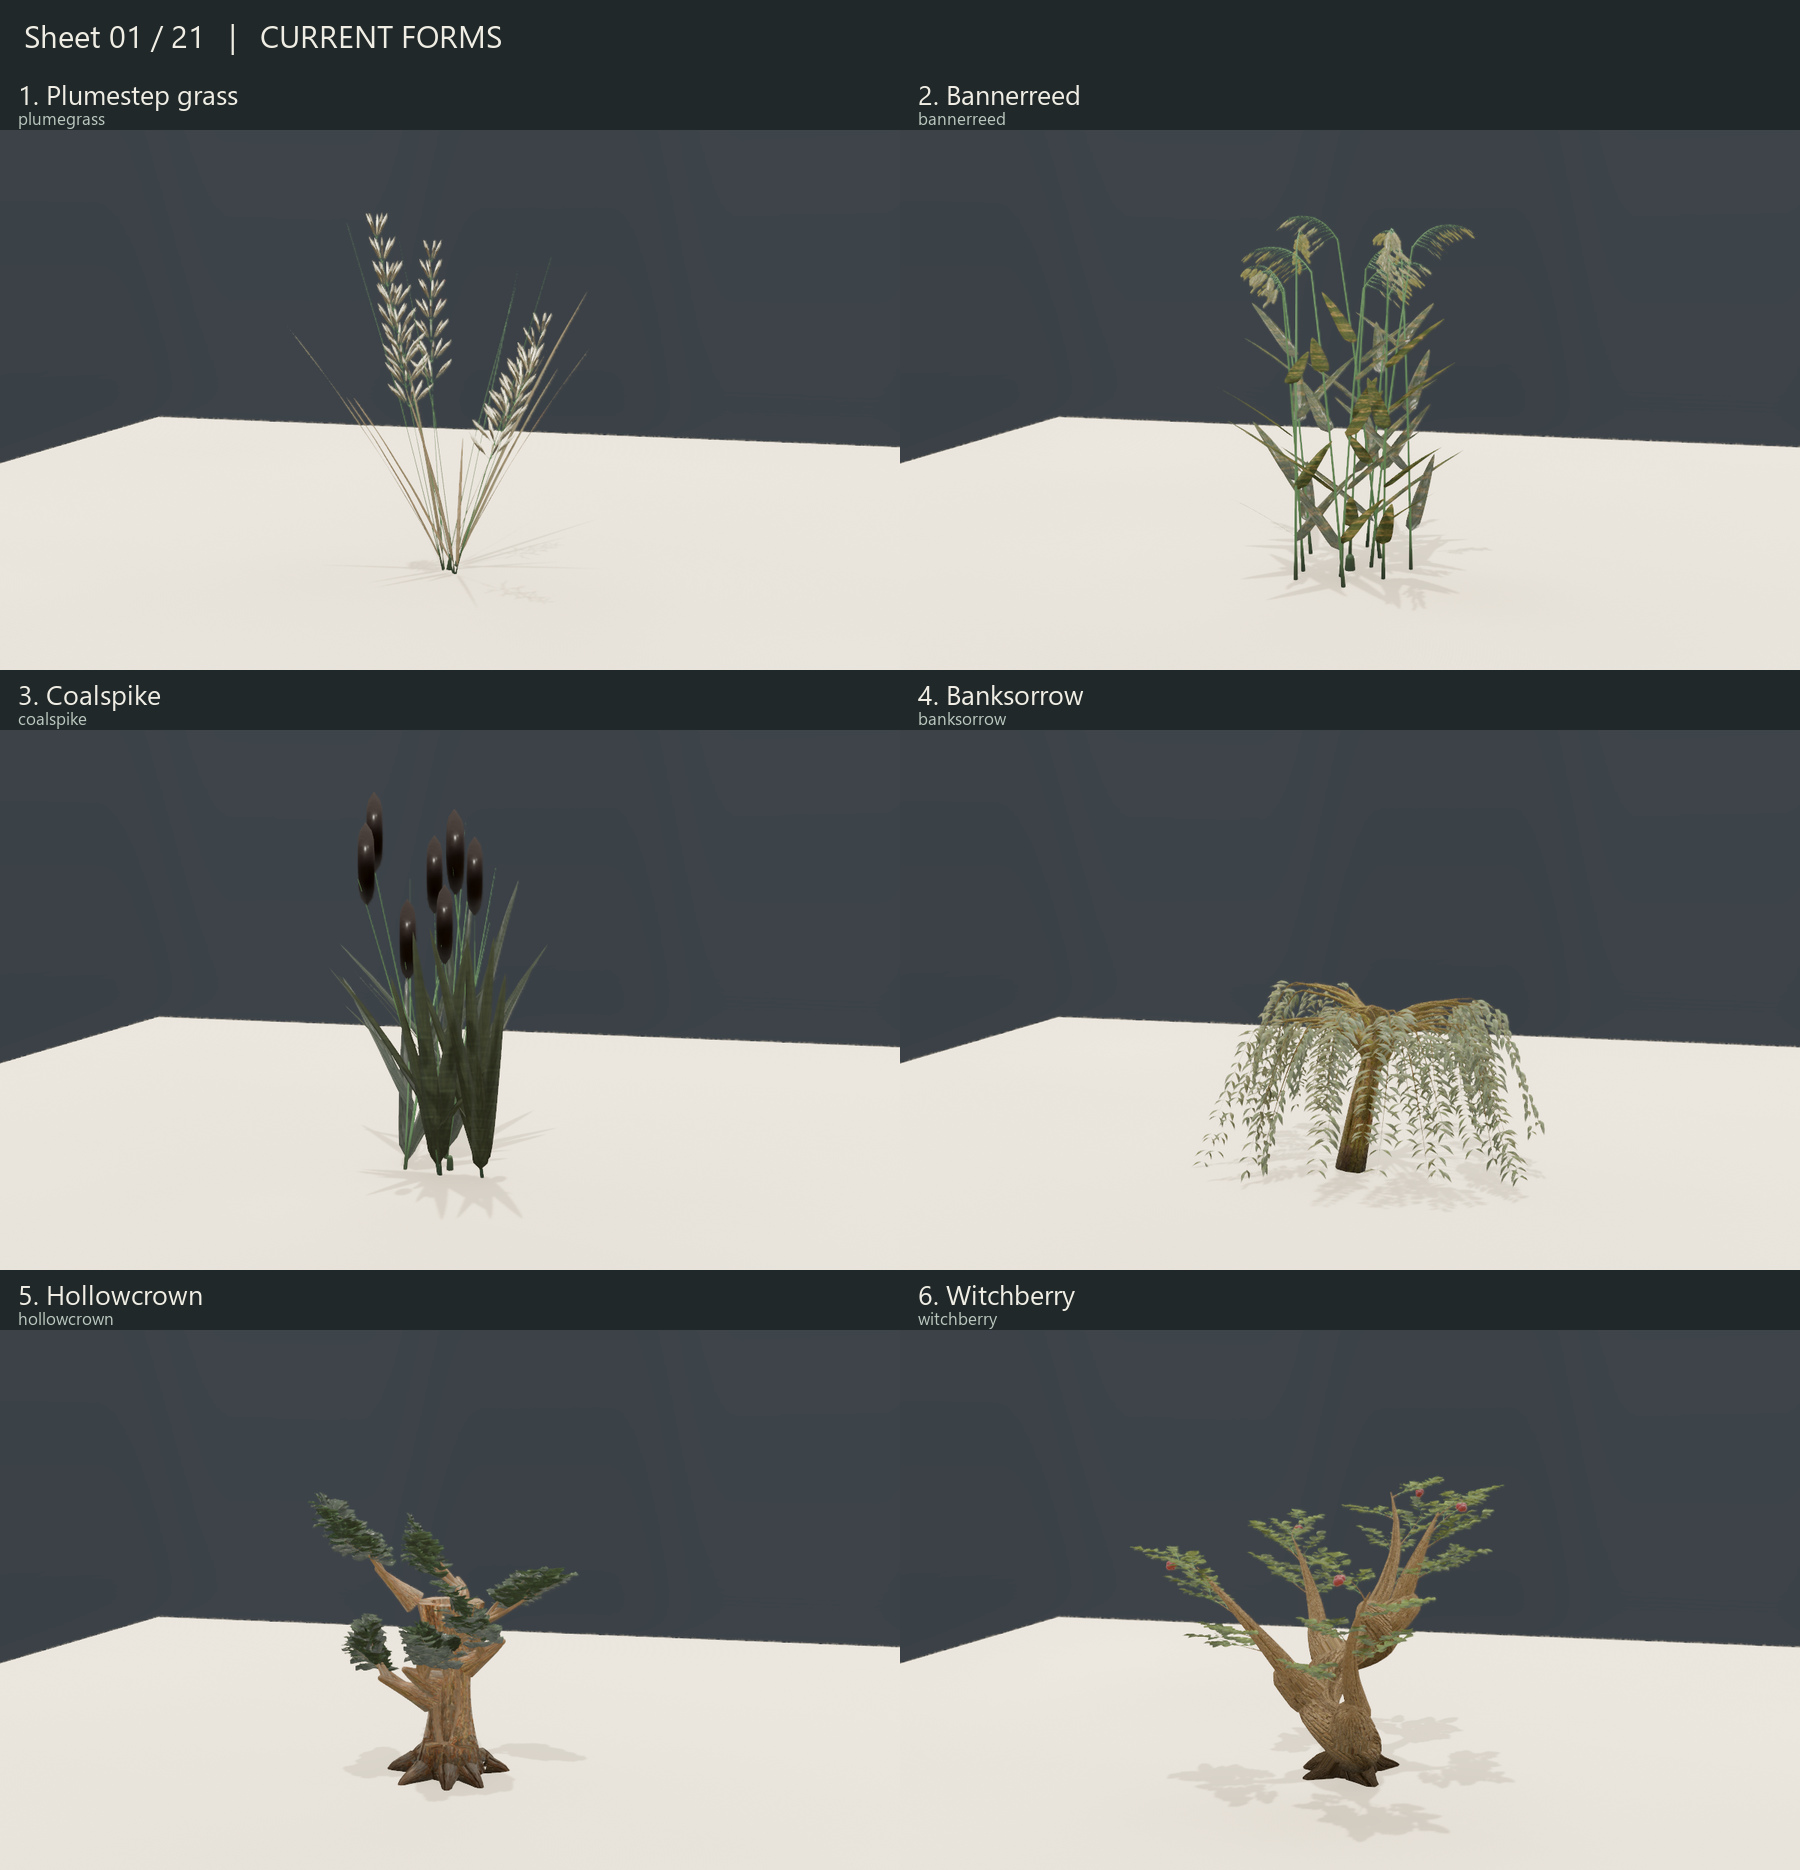 Sheet 01 / 21 | CURRENT FORMS
1. Plumestep grass
plumegrass
2. Bannerreed
bannerreed
3. Coalspike
coalspike
4. Banksorrow
banksorrow
5. Hollowcrown
hollowcrown
6. Witchberry
witchberry